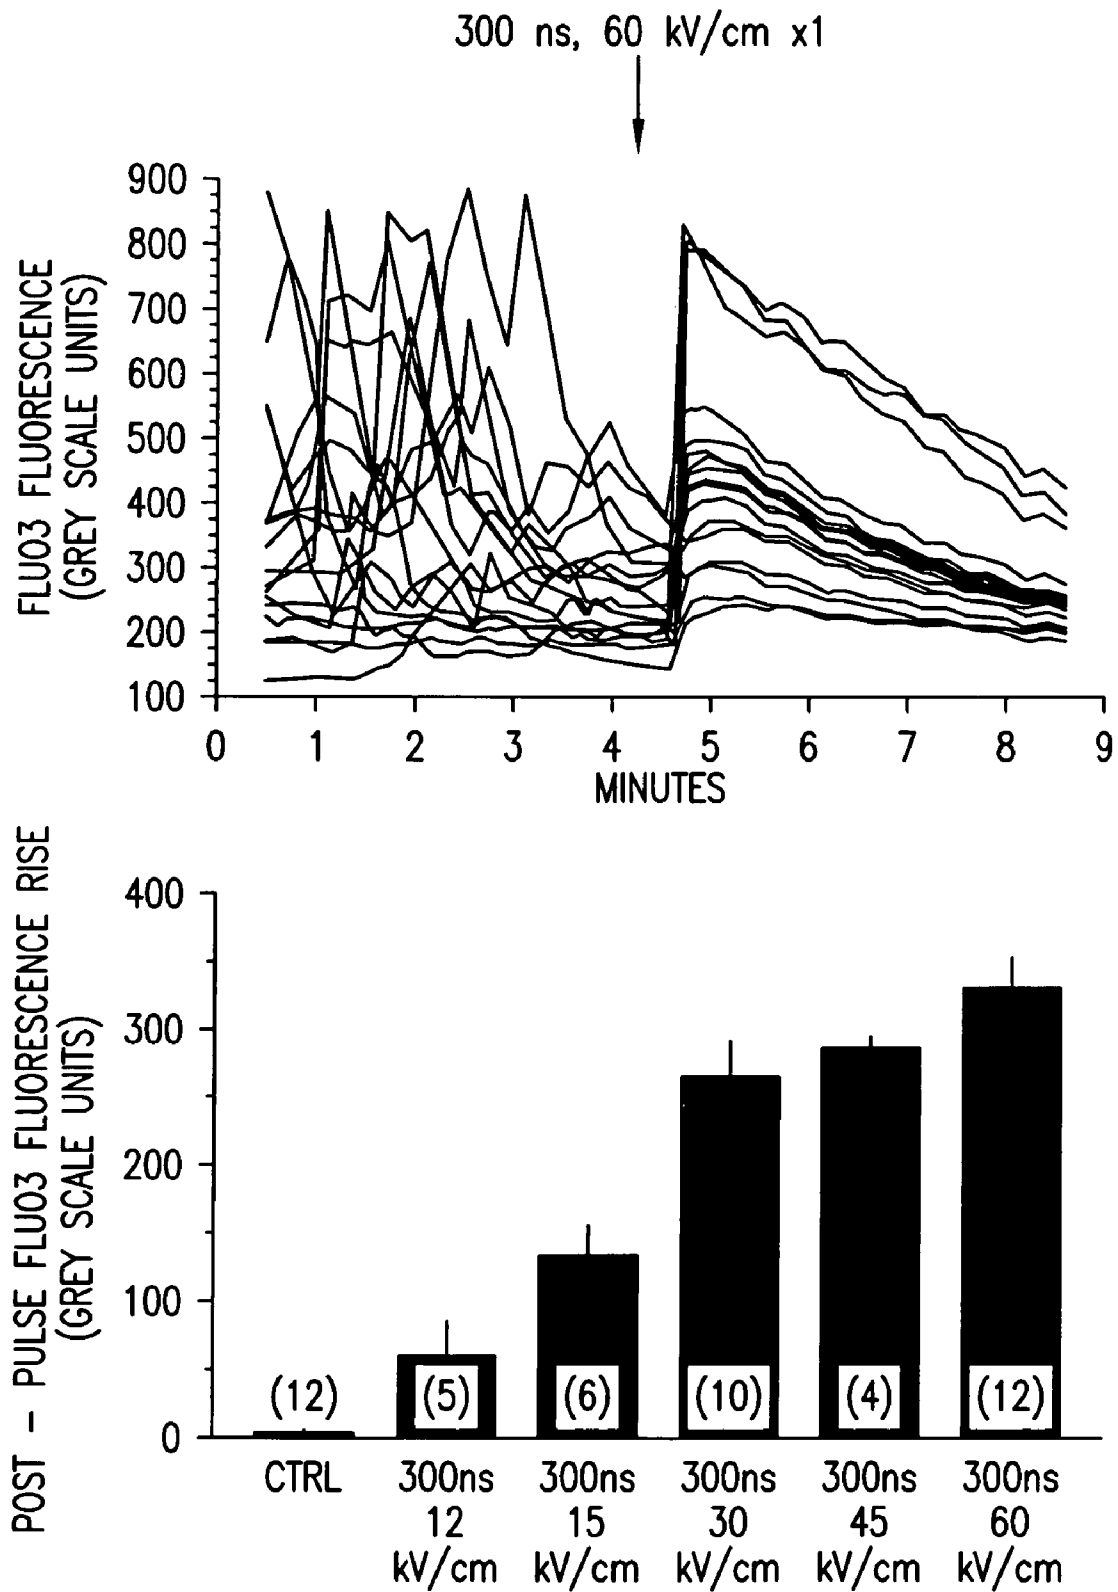 300 ns, 60 kV/cm x1
FLUO3 FLUORESCENCE
(GREY SCALE UNITS)
900
800
700
600
500
400
300
200
100
0 1 2 3 4 5 6 7 8 9
MINUTES
POST - PULSE FLUO3 FLUORESCENCE RISE
(GREY SCALE UNITS)
400
300
200
100
0
(12) (5) (6) (10) (4) (12)
CTRL 300ns 300ns 300ns 300ns 300ns
12 15 30 45 60
kV/cm kV/cm kV/cm kV/cm kV/cm